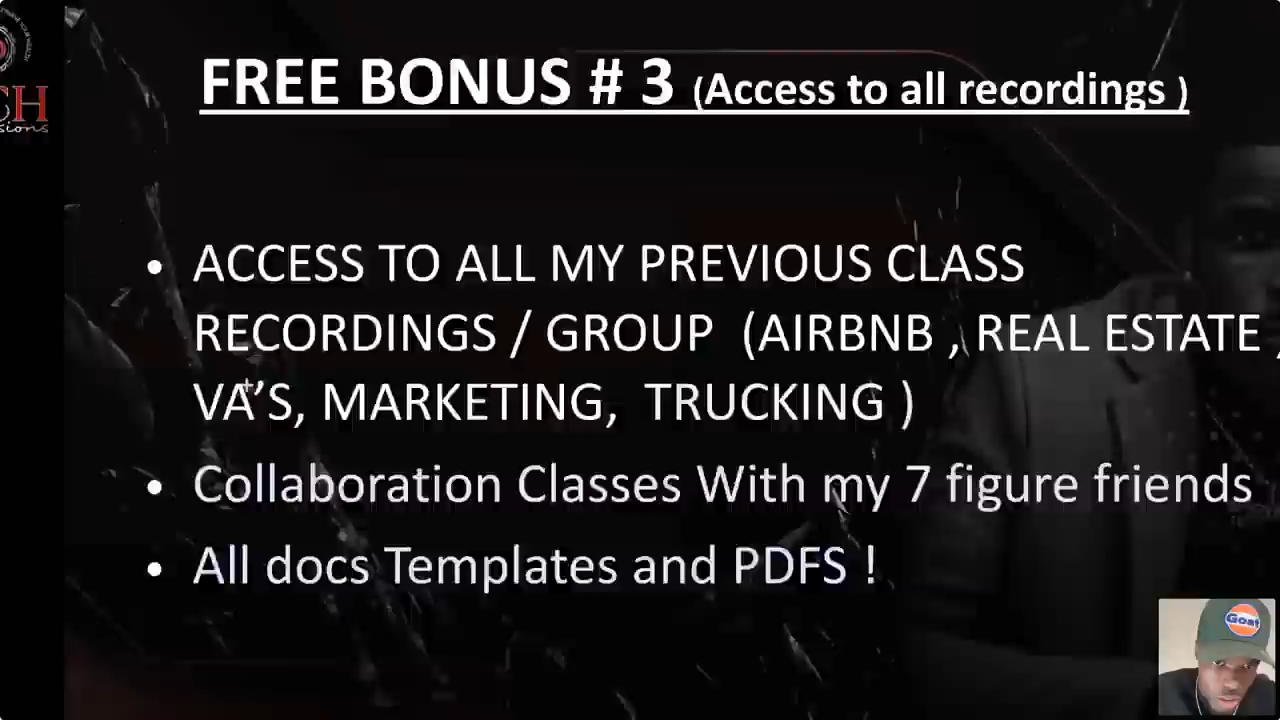 FREE BONUS # 3 (Access to all recordings )
• ACCESS TO ALL MY PREVIOUS CLASS
RECORDINGS / GROUP (AIRBNB , REAL ESTATE ,
VA’S, MARKETING, TRUCKING )
• Collaboration Classes With my 7 figure friends
• All docs Templates and PDFS !
Goat